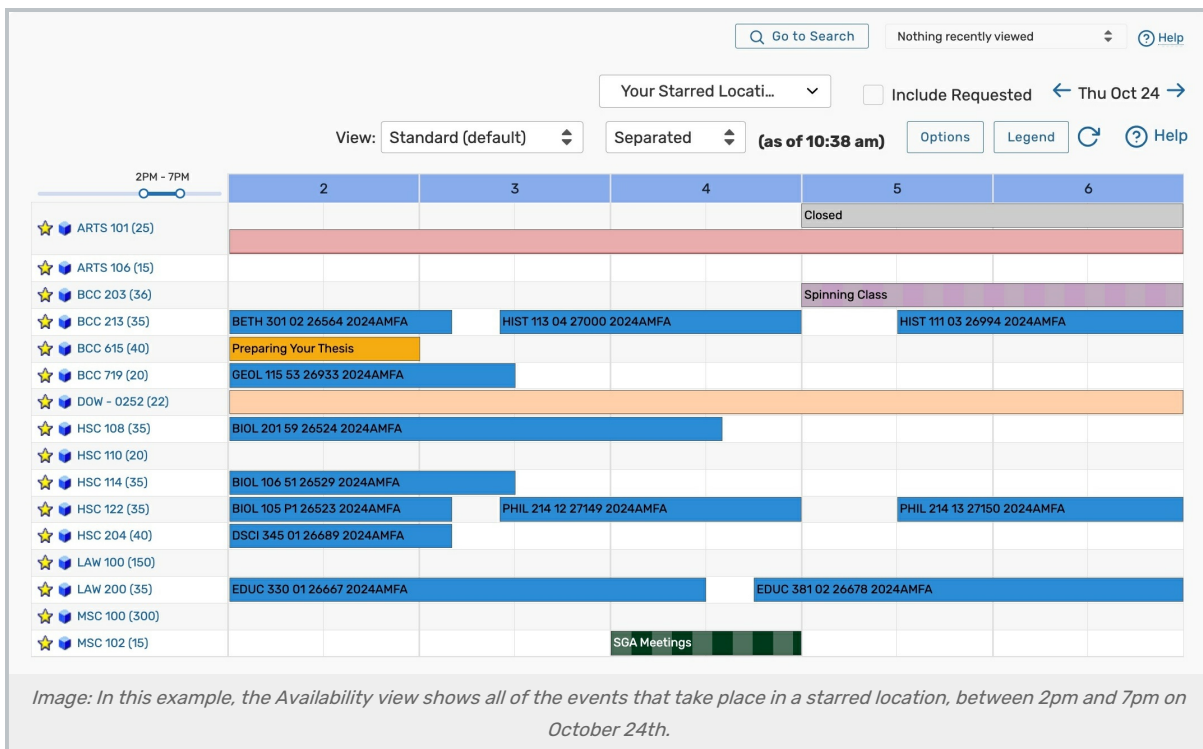 Go to Search
Nothing recently viewed
Help
Your Starred Locati...
Include Requested
Thu Oct 24
View: Standard (default)
Separated
(as of 10:38 am)
Options
Legend
Help
2PM - 7PM
2 3 4 5 6
ARTS 101 (25)
Closed
ARTS 106 (15)
BCC 203 (36)
Spinning Class
BCC 213 (35)
BETH 301 02 26564 2024AMFA
HIST 113 04 27000 2024AMFA
HIST 111 03 26994 2024AMFA
BCC 615 (40)
Preparing Your Thesis
BCC 719 (20)
GEOL 115 53 26933 2024AMFA
DOW - 0252 (22)
HSC 108 (35)
BIOL 201 59 26524 2024AMFA
HSC 110 (20)
HSC 114 (35)
BIOL 106 51 26529 2024AMFA
HSC 122 (35)
BIOL 105 P1 26523 2024AMFA
PHIL 214 12 27149 2024AMFA
PHIL 214 13 27150 2024AMFA
HSC 204 (40)
DSCI 345 01 26689 2024AMFA
LAW 100 (150)
LAW 200 (35)
EDUC 330 01 26667 2024AMFA
EDUC 381 02 26678 2024AMFA
MSC 100 (300)
MSC 102 (15)
SGA Meetings
Image: In this example, the Availability view shows all of the events that take place in a starred location, between 2pm and 7pm on
October 24th.